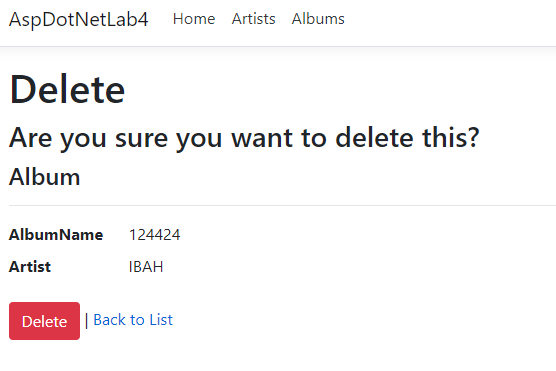 AspDotNetLab4 Home Artists Albums
Delete
Are you sure you want to delete this?
Album
AlbumName 124424
Artist IBAH
Delete | Back to List